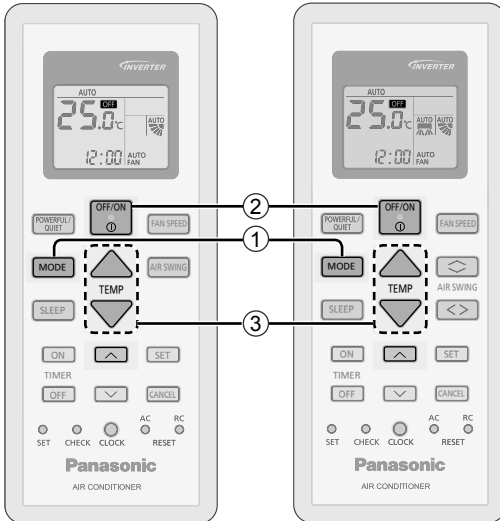 INVERTER
AUTO
OFF
25.0°C
AUTO
12:00 AUTO FAN
POWERFUL/QUIET
OFF/ON
FAN SPEED
MODE
TEMP
AIR SWING
SLEEP
ON
SET
TIMER
OFF
CANCEL
AC RC
SET CHECK CLOCK RESET
Panasonic
AIR CONDITIONER
2
1
3
INVERTER
AUTO
OFF
25.0°C
AUTO AUTO
12:00 AUTO FAN
POWERFUL/QUIET
OFF/ON
FAN SPEED
MODE
TEMP
AIR SWING
SLEEP
ON
SET
TIMER
OFF
CANCEL
AC RC
SET CHECK CLOCK RESET
Panasonic
AIR CONDITIONER